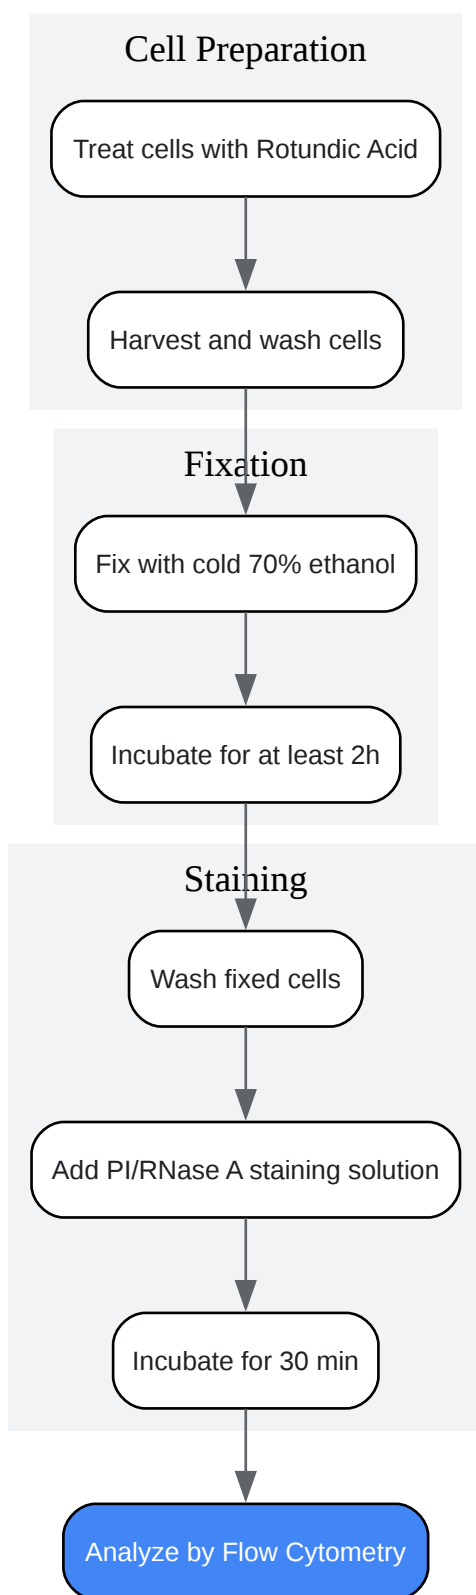 Cell Preparation
Treat cells with Rotundic Acid
Harvest and wash cells
Fixation
Fix with cold 70% ethanol
Incubate for at least 2h
Staining
Wash fixed cells
Add PI/RNase A staining solution
Incubate for 30 min
Analyze by Flow Cytometry